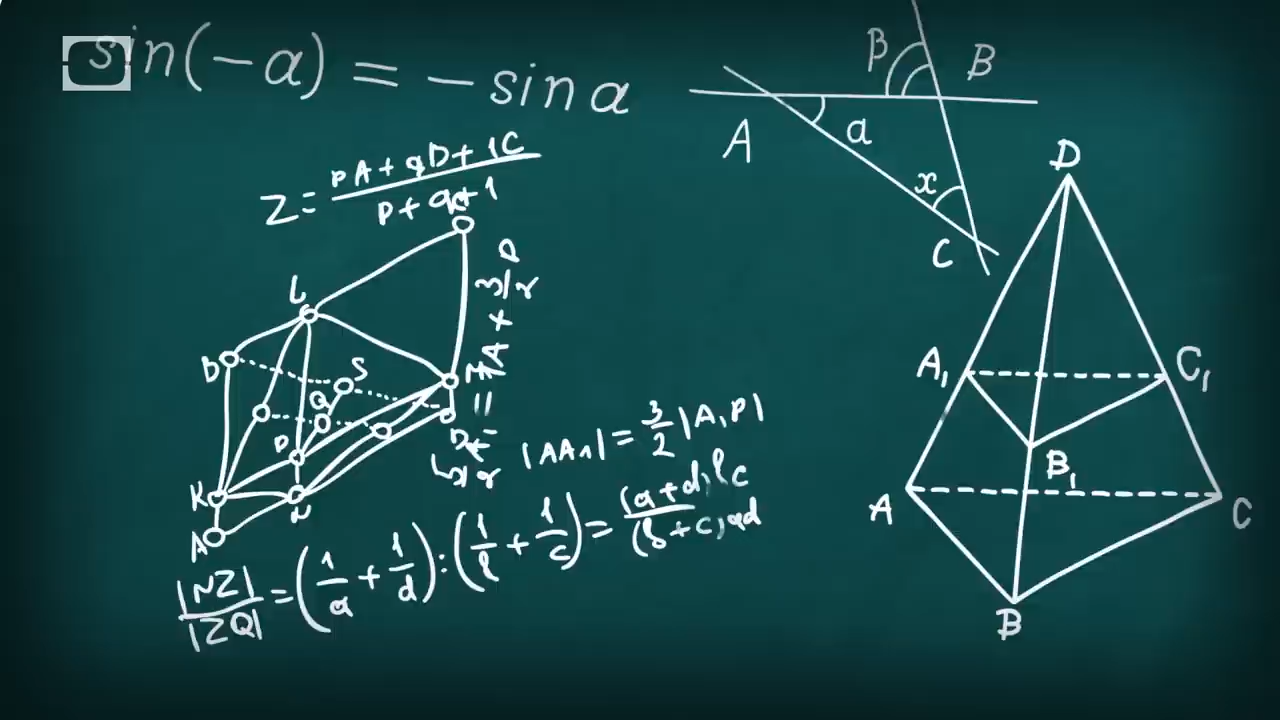 sin(-a) = -sin a
β B
A a
x
C
Z = pA + qD + 1C / p + q + 1
D
L
D S
Q
P
K N
A
|AA₁| = 3/2 |A₁P|
|NZ| / |ZQ| = (1/a + 1/d) : (1/b + 1/c) = (a+d)bc / (b+c)ad
A₁ C₁
B₁
A C
B